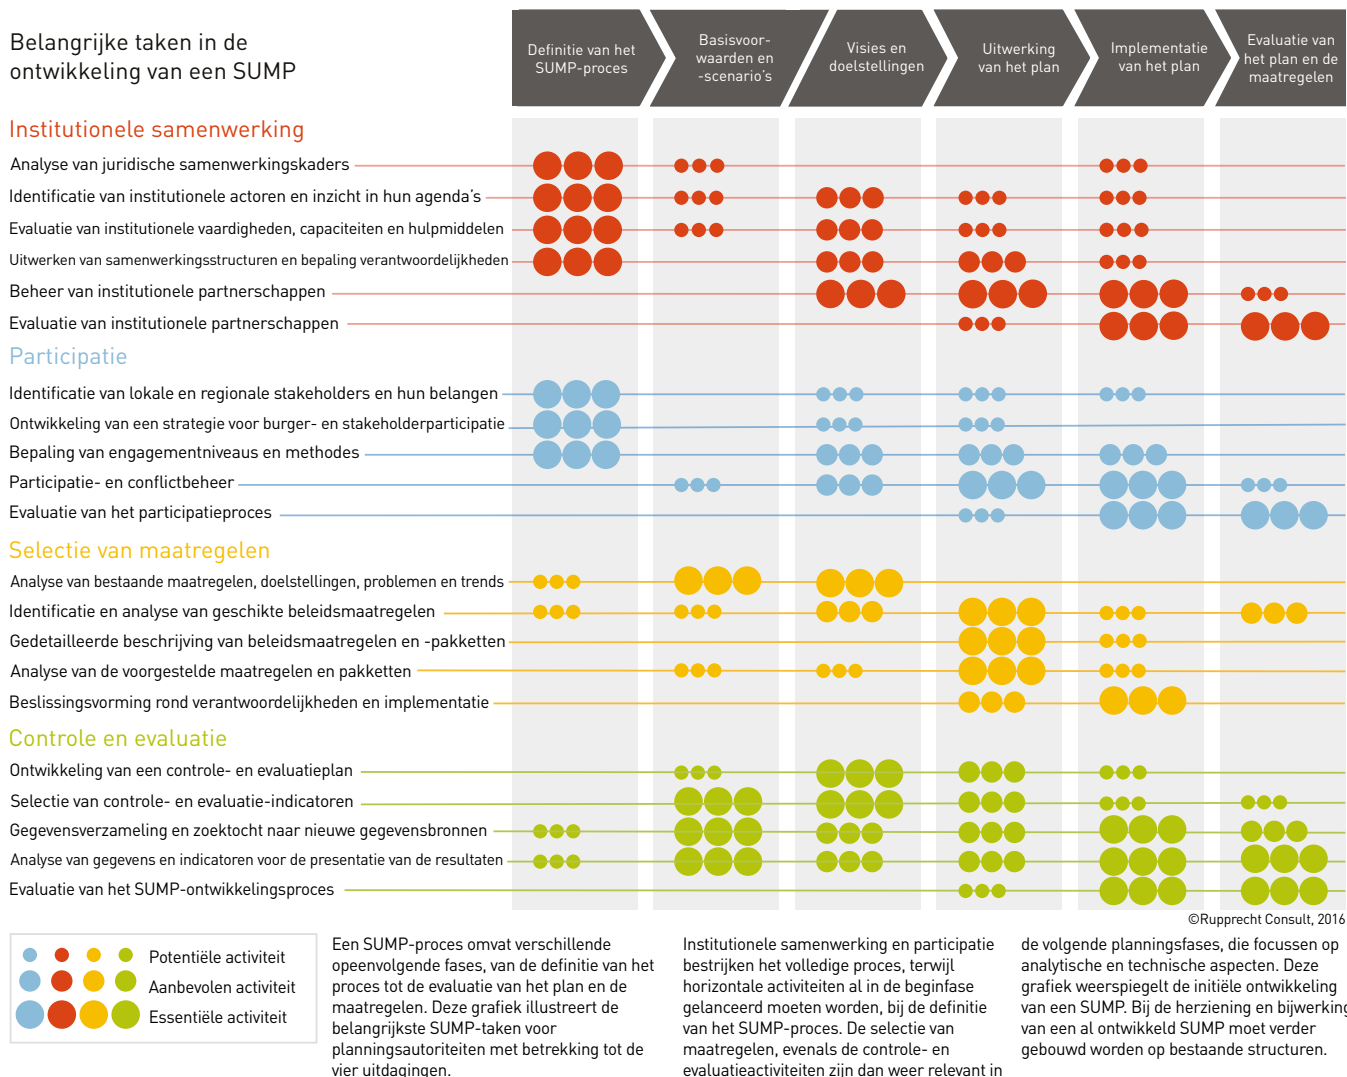 Belangrijke taken in de
ontwikkeling van een SUMP
Definitie van het
SUMP-proces
Basisvoor-
waarden en
-scenario's
Visies en
doelstellingen
Uitwerking
van het plan
Implementatie
van het plan
Evaluatie van
het plan en de
maatregelen
Institutionele samenwerking
Analyse van juridische samenwerkingskaders
Identificatie van institutionele actoren en inzicht in hun agenda's
Evaluatie van institutionele vaardigheden, capaciteiten en hulpmiddelen
Uitwerken van samenwerkingsstructuren en bepaling verantwoordelijkheden
Beheer van institutionele partnerschappen
Evaluatie van institutionele partnerschappen
Participatie
Identificatie van lokale en regionale stakeholders en hun belangen
Ontwikkeling van een strategie voor burger- en stakeholderparticipatie
Bepaling van engagementniveaus en methodes
Participatie- en conflictbeheer
Evaluatie van het participatieproces
Selectie van maatregelen
Analyse van bestaande maatregelen, doelstellingen, problemen en trends
Identificatie en analyse van geschikte beleidsmaatregelen
Gedetailleerde beschrijving van beleidsmaatregelen en -pakketten
Analyse van de voorgestelde maatregelen en pakketten
Beslissingsvorming rond verantwoordelijkheden en implementatie
Controle en evaluatie
Ontwikkeling van een controle- en evaluatieplan
Selectie van controle- en evaluatie-indicatoren
Gegevensverzameling en zoektocht naar nieuwe gegevensbronnen
Analyse van gegevens en indicatoren voor de presentatie van de resultaten
Evaluatie van het SUMP-ontwikkelingsproces
©Rupprecht Consult, 2016
Potentiële activiteit
Aanbevolen activiteit
Essentiële activiteit
Een SUMP-proces omvat verschillende
opeenvolgende fases, van de definitie van het
proces tot de evaluatie van het plan en de
maatregelen. Deze grafiek illustreert de
belangrijkste SUMP-taken voor
planningsautoriteiten met betrekking tot de
vier uitdagingen.
Institutionele samenwerking en participatie
bestrijken het volledige proces, terwijl
horizontale activiteiten al in de beginfase
gelanceerd moeten worden, bij de definitie
van het SUMP-proces. De selectie van
maatregelen, evenals de controle- en
evaluatieactiviteiten zijn dan weer relevant in
de volgende planningsfases, die focussen op
analytische en technische aspecten. Deze
grafiek weerspiegelt de initiële ontwikkeling
van een SUMP. Bij de herziening en bijwerking
van een al ontwikkeld SUMP moet verder
gebouwd worden op bestaande structuren.